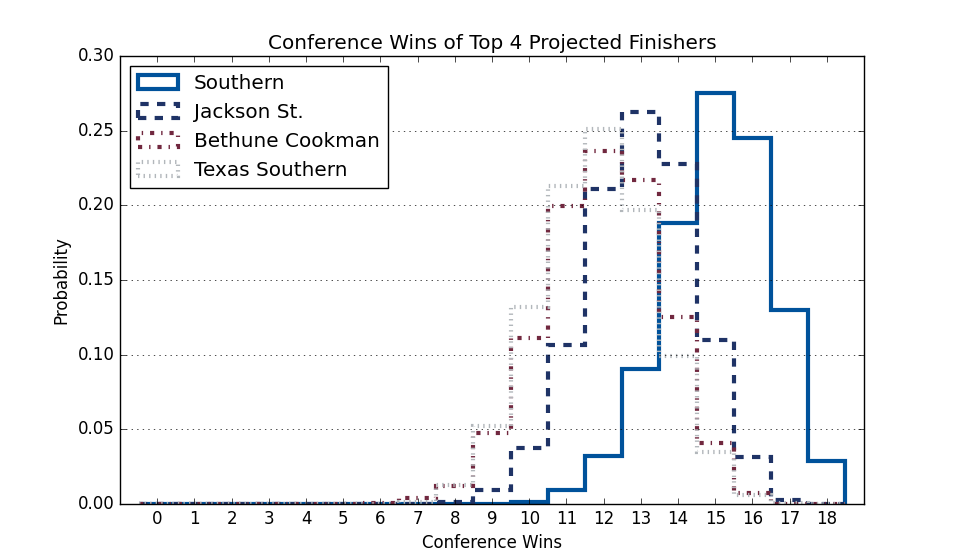 Conference Wins of Top 4 Projected Finishers
0.30
0.25
0.20
0.15
0.10
0.05
0.00
Probability
Southern
Jackson St.
Bethune Cookman
Texas Southern
0 1 2 3 4 5 6 7 8 9 10 11 12 13 14 15 16 17 18
Conference Wins